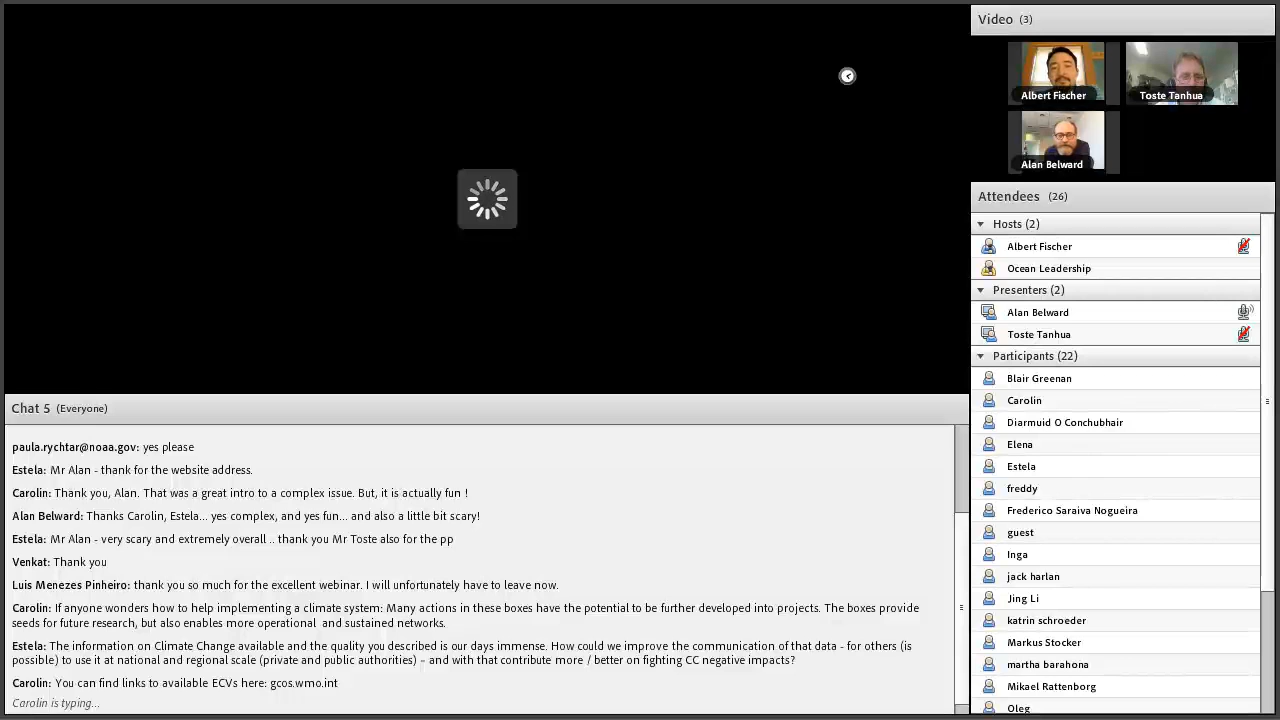 Video (3)
Albert Fischer
Toste Tanhua
Alan Belward
Attendees (26)
Hosts (2)
Albert Fischer
Ocean Leadership
Presenters (2)
Alan Belward
Toste Tanhua
Participants (22)
Blair Greenan
Carolin
Diarmuid O Conchubhair
Elena
Estela
freddy
Frederico Saraiva Nogueira
guest
Inga
jack harlan
Jing Li
katrin schroeder
Markus Stocker
martha barahona
Mikael Rattenborg
Oleg
Chat 5 (Everyone)
paula.rychtar@noaa.gov: yes please
Estela: Mr Alan - thank for the website address.
Carolin: Thank you, Alan. That was a great intro to a complex issue. But, it is actually fun !
Alan Belward: Thanks Carolin, Estela... yes complex, and yes fun... and also a little bit scary!
Estela: Mr Alan - very scary and extremely overall .. thank you Mr Toste also for the pp
Venkat: Thank you
Luis Menezes Pinheiro: thank you so much for the excellent webinar. I will unfortunately have to leave now.
Carolin: If anyone wonders how to help implementing climate system: Many actions in these boxes have the potential to be further developed into projects. The boxes provide
seeds for future research, but also enables more operational and sustained networks.
Estela: The information on Climate Change available and the quality you described is our days immense. How could we improve the communication of that data - for others (is
possible) to use it at national and regional scale (private and public authorities) - and with that contribute more / better on fighting CC negative impacts?
Carolin: You can find links to available ECVs here: gcos.wmo.int
Carolin is typing...